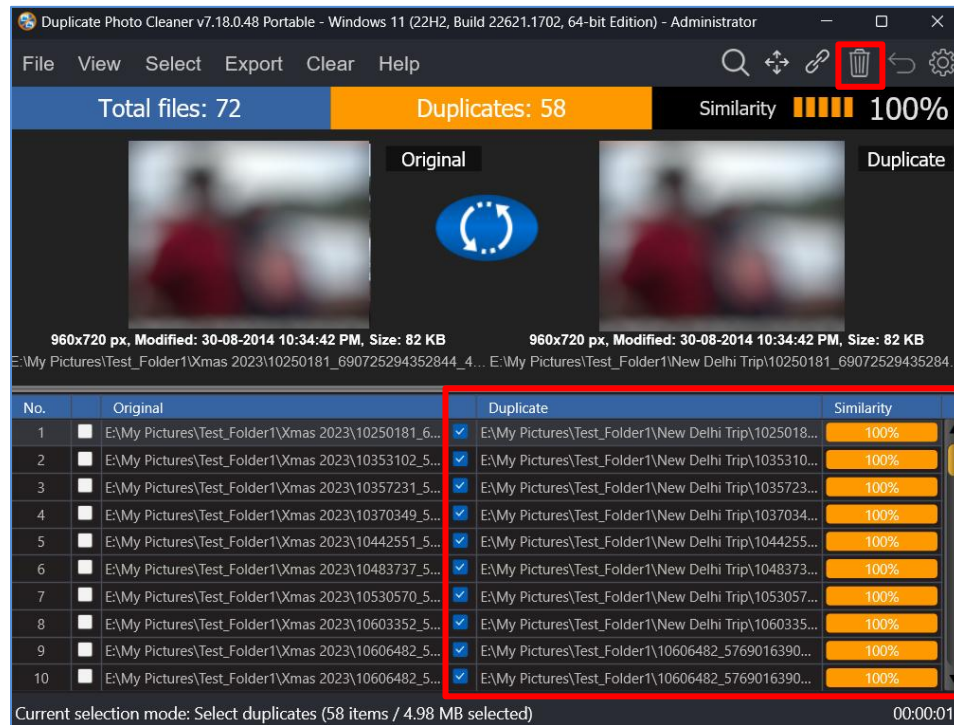 Duplicate Photo Cleaner v7.18.0.48 Portable - Windows 11 (22H2, Build 22621.1702, 64-bit Edition) - Administrator
File View Select Export Clear Help
Total files: 72 Duplicates: 58 Similarity 100%
Original Duplicate
960x720 px, Modified: 30-08-2014 10:34:42 PM, Size: 82 KB 960x720 px, Modified: 30-08-2014 10:34:42 PM, Size: 82 KB
E:\My Pictures\Test_Folder1\Xmas 2023\10250181_690725294352844_4... E:\My Pictures\Test_Folder1\New Delhi Trip\10250181_69072529435284...
No. Original Duplicate Similarity
1 E:\My Pictures\Test_Folder1\Xmas 2023\10250181_6... E:\My Pictures\Test_Folder1\New Delhi Trip\1025018... 100%
2 E:\My Pictures\Test_Folder1\Xmas 2023\10353102_5... E:\My Pictures\Test_Folder1\New Delhi Trip\1035310... 100%
3 E:\My Pictures\Test_Folder1\Xmas 2023\10357231_5... E:\My Pictures\Test_Folder1\New Delhi Trip\1035723... 100%
4 E:\My Pictures\Test_Folder1\Xmas 2023\10370349_5... E:\My Pictures\Test_Folder1\New Delhi Trip\1037034... 100%
5 E:\My Pictures\Test_Folder1\Xmas 2023\10442551_5... E:\My Pictures\Test_Folder1\New Delhi Trip\1044255... 100%
6 E:\My Pictures\Test_Folder1\Xmas 2023\10483737_5... E:\My Pictures\Test_Folder1\New Delhi Trip\1048373... 100%
7 E:\My Pictures\Test_Folder1\Xmas 2023\10530570_5... E:\My Pictures\Test_Folder1\New Delhi Trip\1053057... 100%
8 E:\My Pictures\Test_Folder1\Xmas 2023\10603352_5... E:\My Pictures\Test_Folder1\New Delhi Trip\1060335... 100%
9 E:\My Pictures\Test_Folder1\Xmas 2023\10606482_5... E:\My Pictures\Test_Folder1\10606482_5769016390... 100%
10 E:\My Pictures\Test_Folder1\Xmas 2023\10606482_5... E:\My Pictures\Test_Folder1\10606482_5769016390... 100%
Current selection mode: Select duplicates (58 items / 4.98 MB selected) 00:00:01